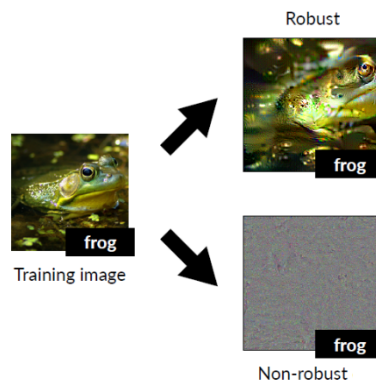 Robust
frog
frog
Training image
frog
Non-robust